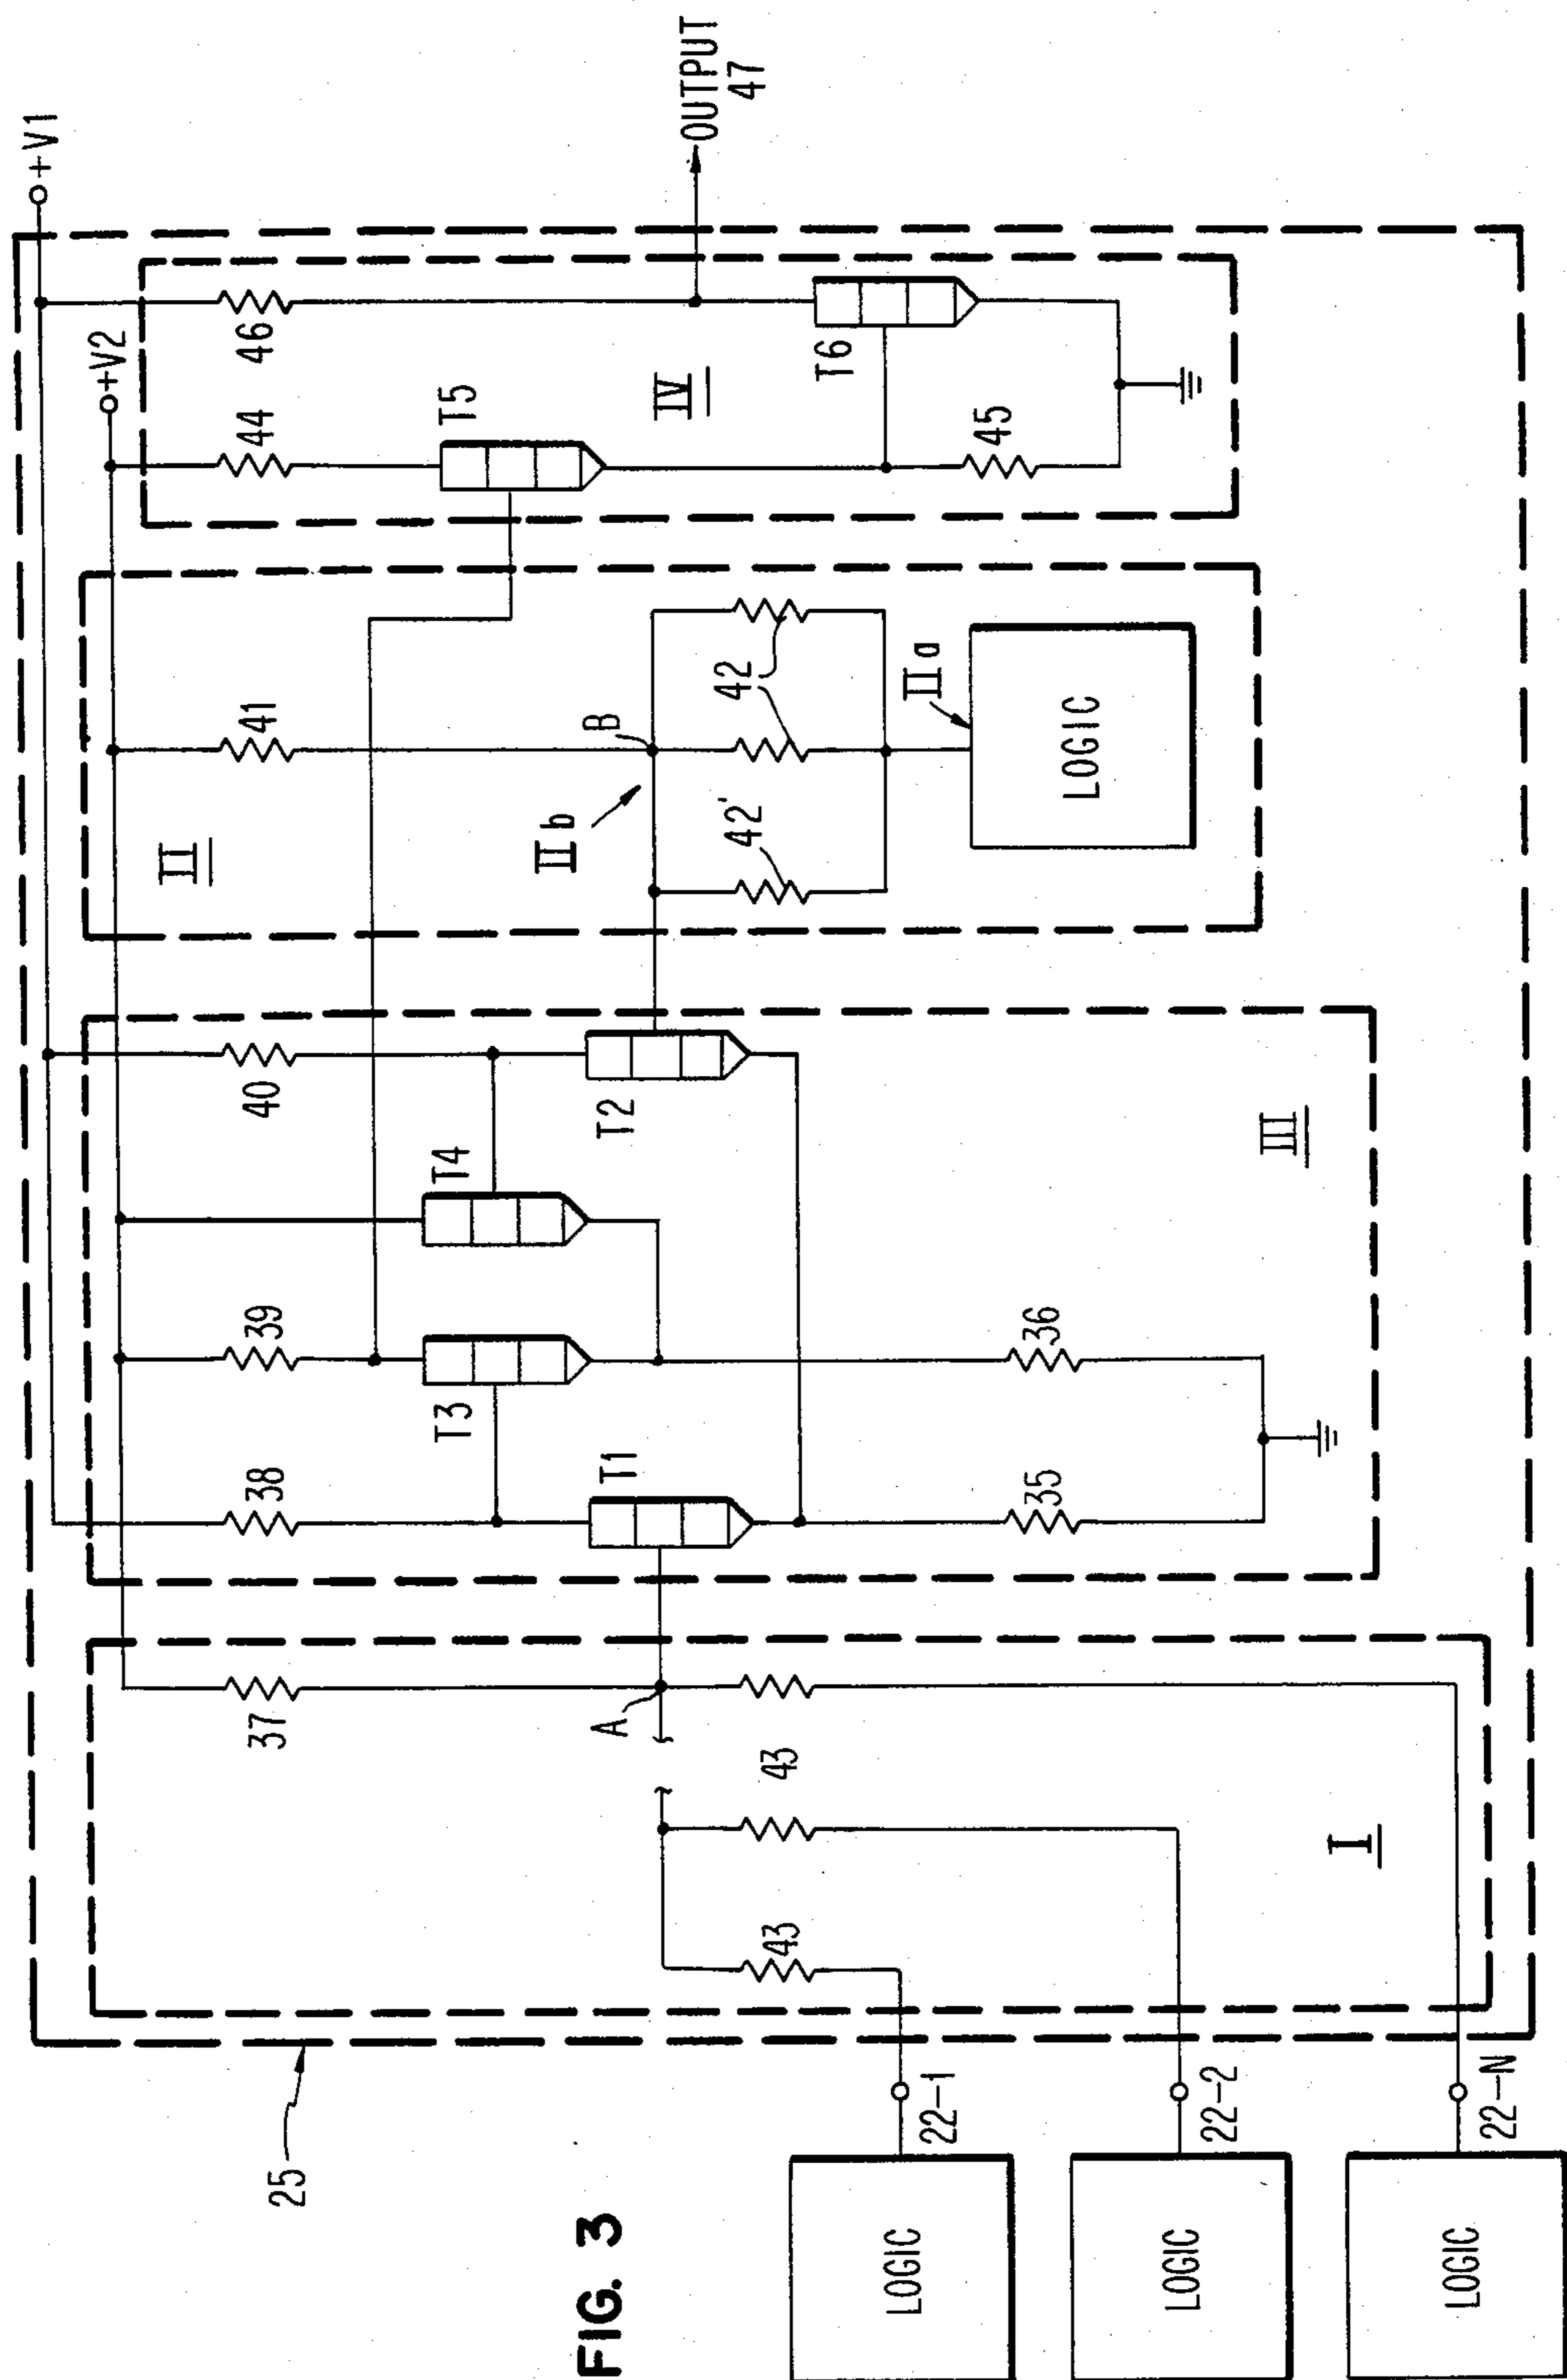 FIG. 3
25
+V1
+V2
37
38
39
40
41
44
46
T3
T4
T5
II
IV
OUTPUT
47
A
T1
T2
IIb
B
T6
43
43
42'
42
IIa
45
35
36
I
III
LOGIC
LOGIC
22-1
LOGIC
22-2
LOGIC
22-N